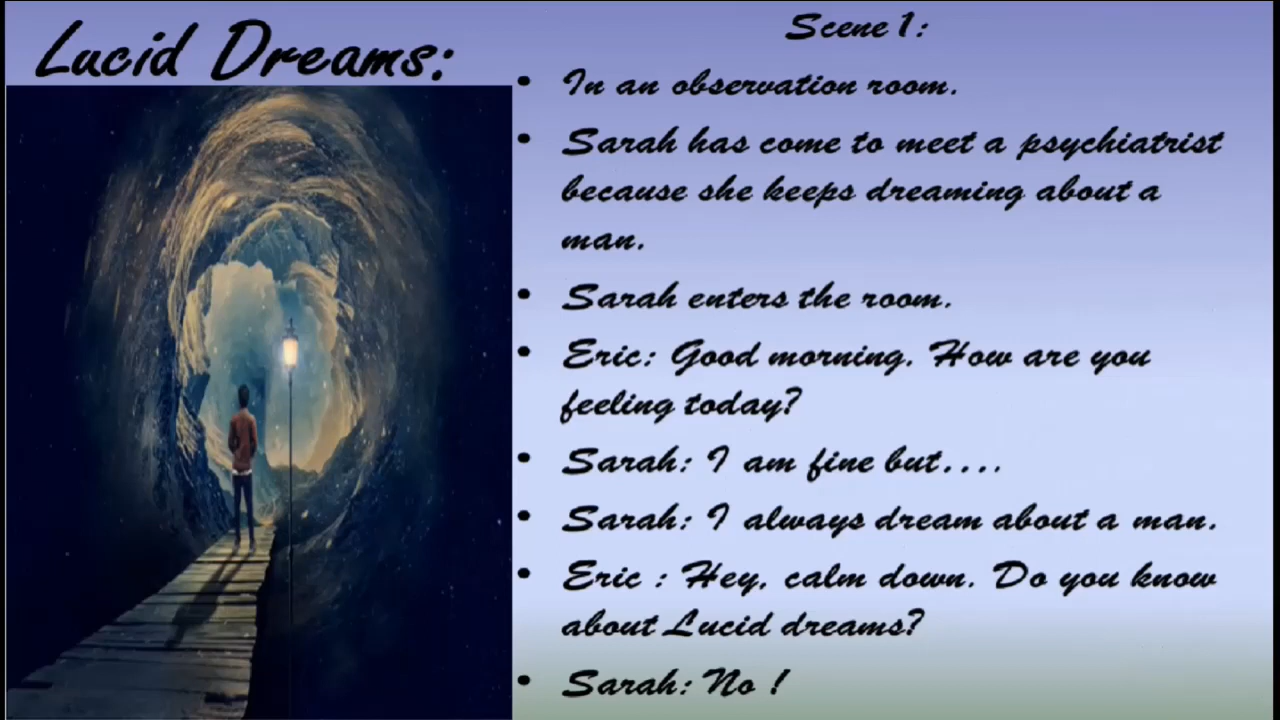 Lucid Dreams:
Scene 1:
• In an observation room.
• Sarah has come to meet a psychiatrist
because she keeps dreaming about a
man.
• Sarah enters the room.
• Eric: Good morning. How are you
feeling today?
• Sarah: I am fine but....
• Sarah: I always dream about a man.
• Eric : Hey, calm down. Do you know
about Lucid dreams?
• Sarah: No !